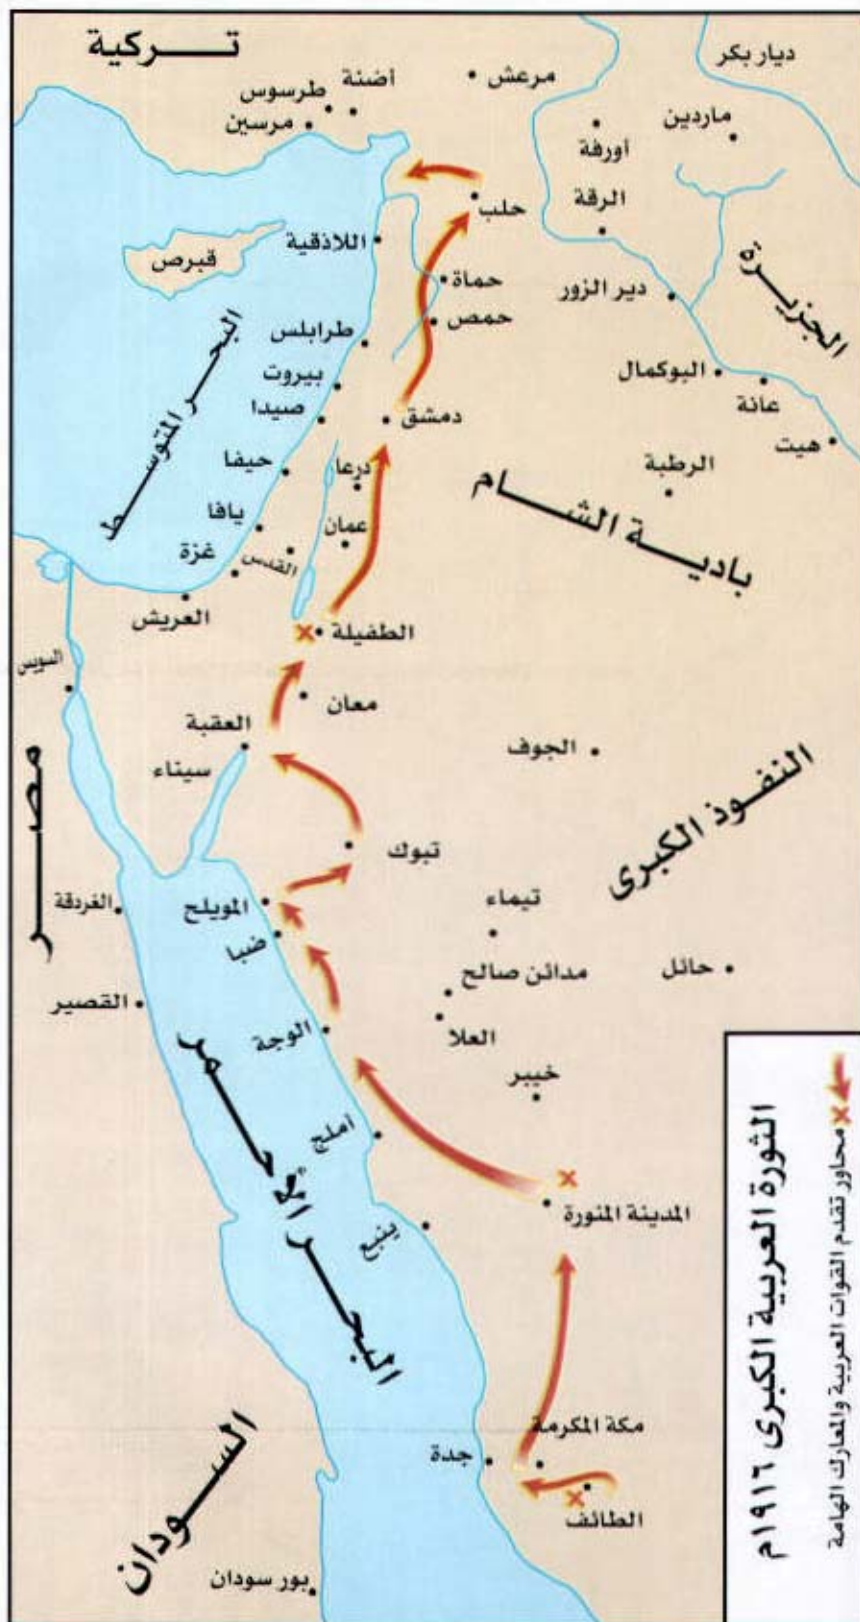 تركية
ديار بكر
مرعش
أضنة
طرسوس
مرسين
ماردين
أورفة
الرقة
حلب
اللاذقية
قبرص
الجزيرة
حماة
دير الزور
حمص
طرابلس
البحر المتوسط
بيروت
البوكمال
عانة
صيدا
دمشق
هيت
حيفا
درعا
الرطبة
بادية الشام
يافا
عمان
غزة
القدس
العريش
الطفيلة
السويس
معان
العقبة
الجوف
سيناء
مصر
النفوذ الكبرى
تبوك
تيماء
الغردقة
المويلح
ضبا
مدائن صالح
حائل
القصير
العلا
الوجة
خيبر
املج
المدينة المنورة
ينبع
البحر الأحمر
مكة المكرمة
جدة
الطائف
السودان
بور سودان
الثورة العربية الكبرى ١٩١٦م
محاور تقدم القوات العربية والمعارك الهامة